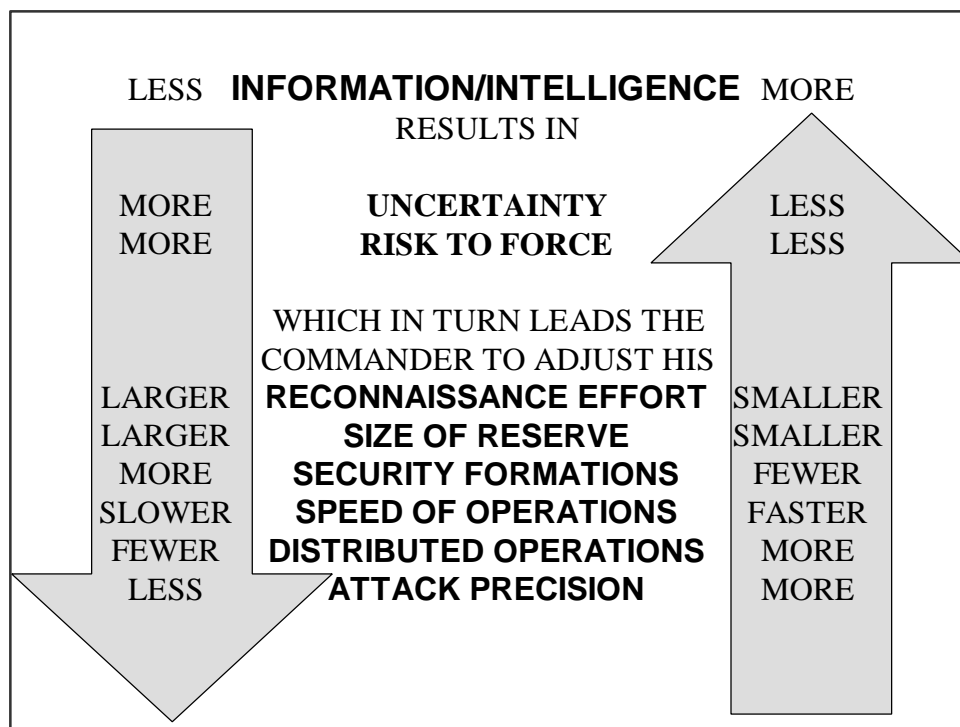 LESS INFORMATION/INTELLIGENCE MORE
RESULTS IN
MORE UNCERTAINTY LESS
MORE RISK TO FORCE LESS
WHICH IN TURN LEADS THE
COMMANDER TO ADJUST HIS
LARGER RECONNAISSANCE EFFORT SMALLER
LARGER SIZE OF RESERVE SMALLER
MORE SECURITY FORMATIONS FEWER
SLOWER SPEED OF OPERATIONS FASTER
FEWER DISTRIBUTED OPERATIONS MORE
LESS ATTACK PRECISION MORE